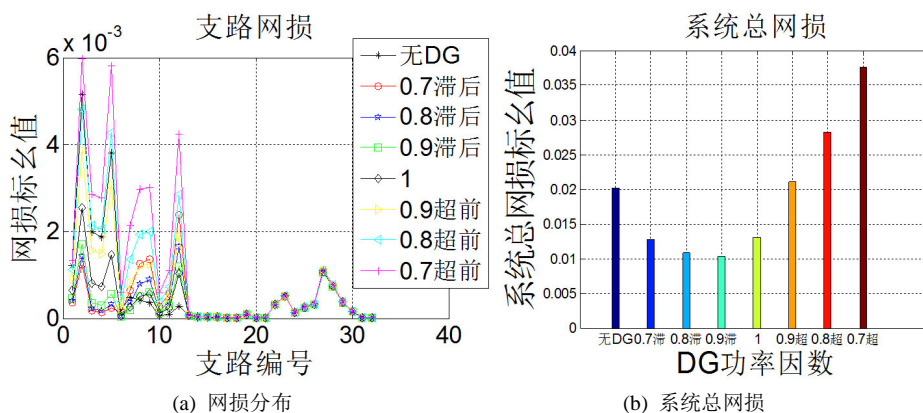 支路网损
6 x 10⁻³
4
2
0
0
10
20
30
40
网损标幺值
支路编号
无DG
0.7滞后
0.8滞后
0.9滞后
1
0.9超前
0.8超前
0.7超前
(a) 网损分布
系统总网损
0.04
0.035
0.03
0.025
0.02
0.015
0.01
0.005
0
系统总网损标幺值
无DG 0.7滞 0.8滞 0.9滞 1 0.9超 0.8超 0.7超
DG功率因数
(b) 系统总网损